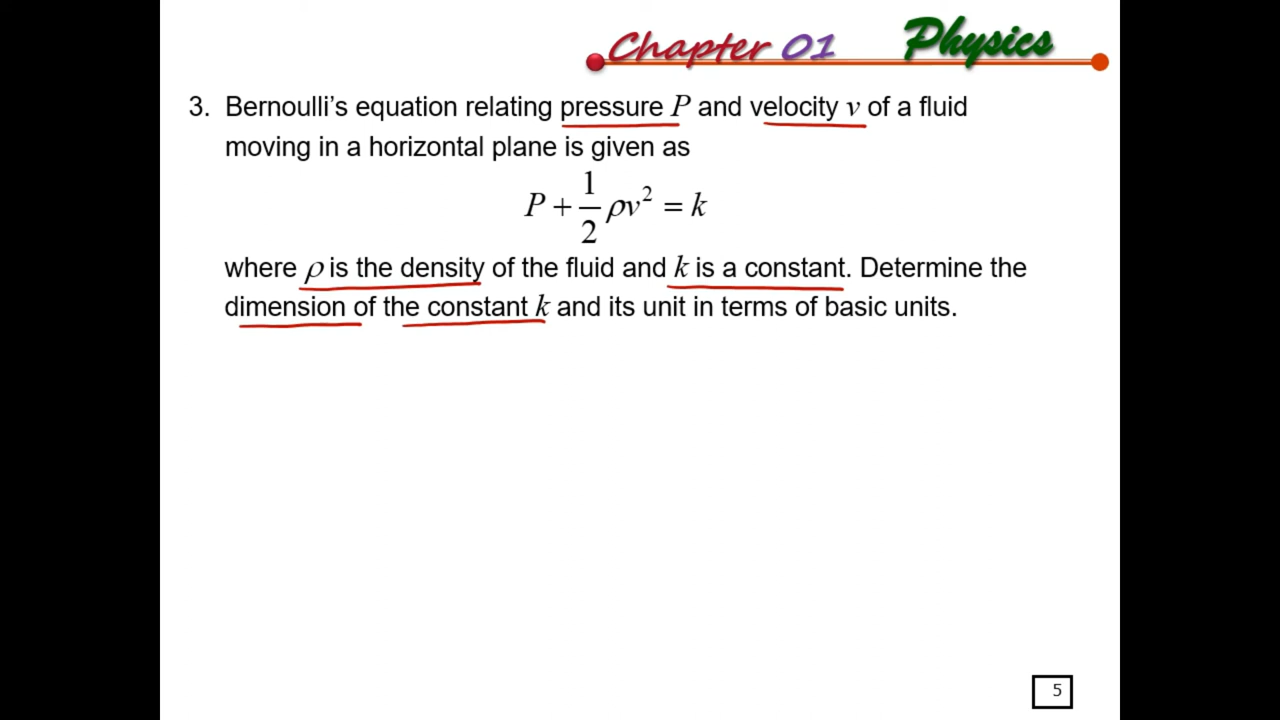 Chapter 01 Physics
3. Bernoulli’s equation relating pressure P and velocity v of a fluid
moving in a horizontal plane is given as
P + 1/2 ρv² = k
where ρ is the density of the fluid and k is a constant. Determine the
dimension of the constant k and its unit in terms of basic units.
5